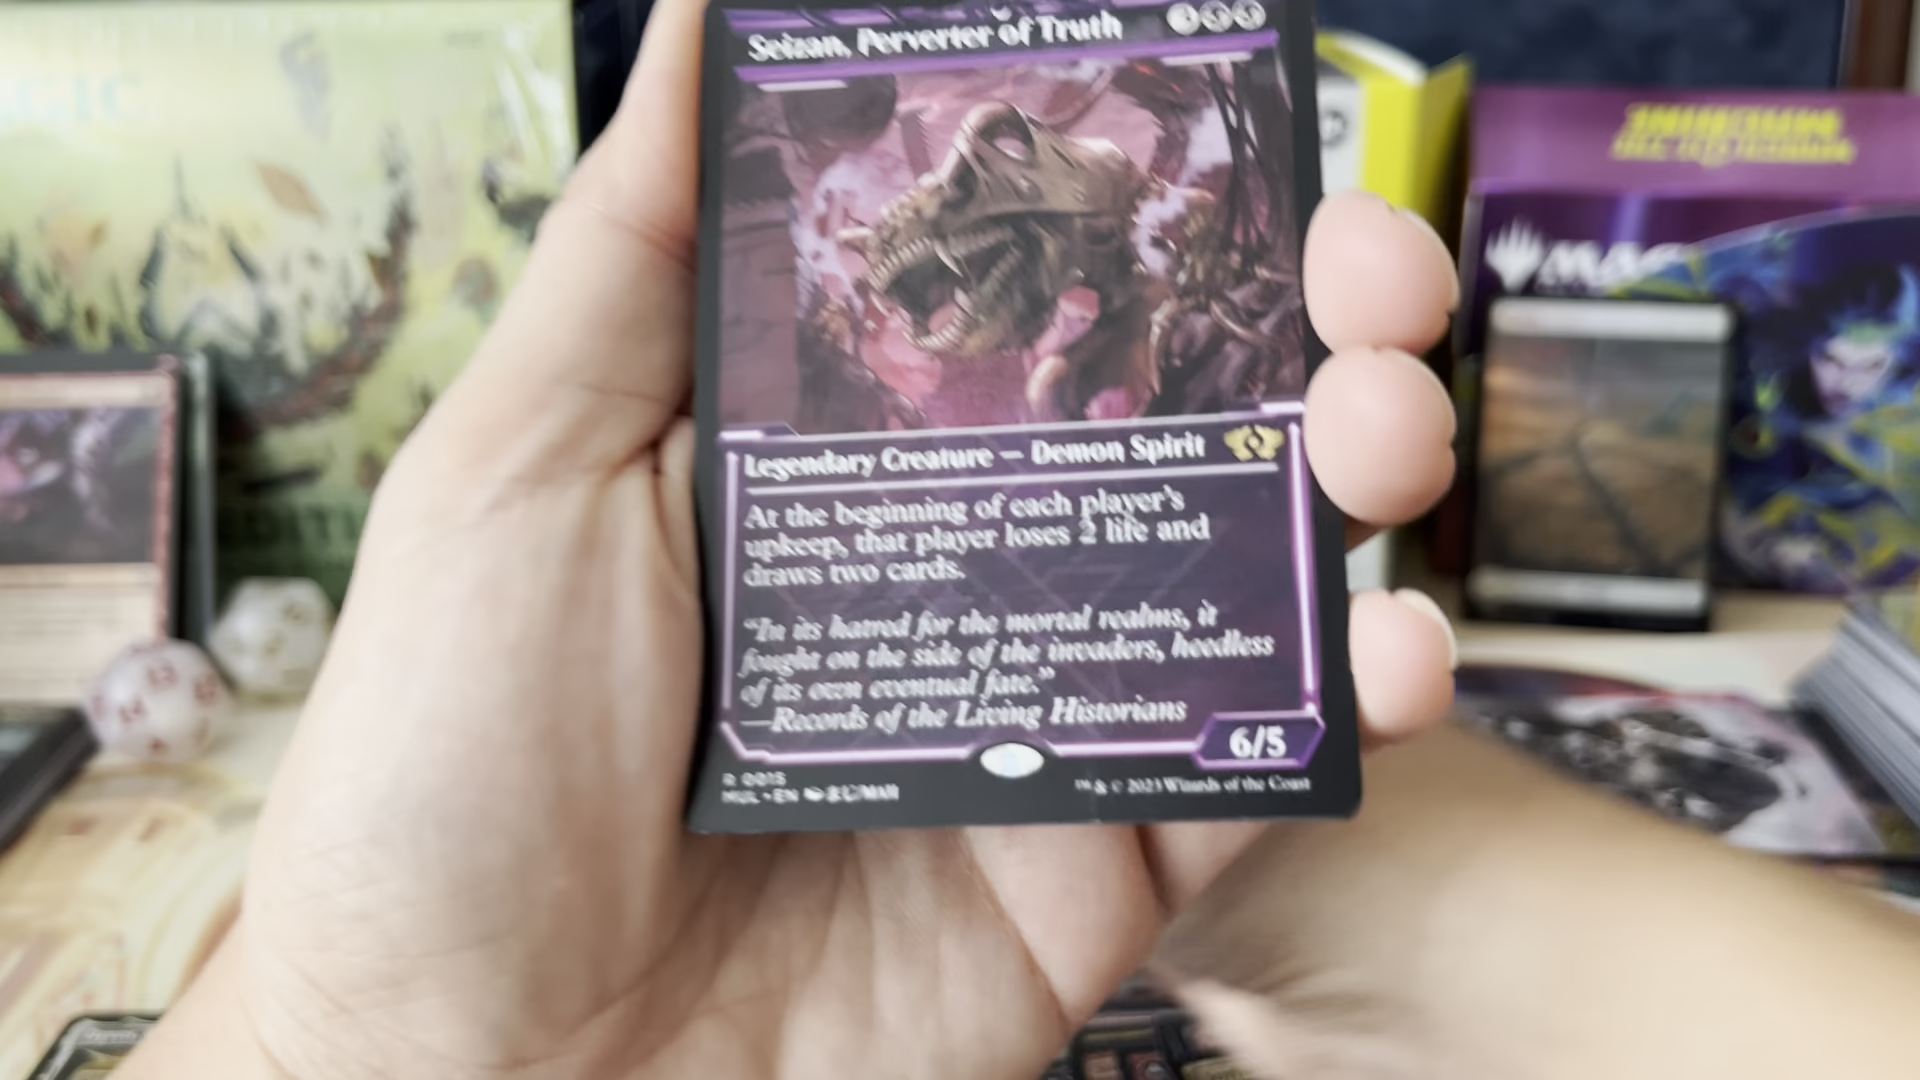 Seizan, Perverter of Truth
Legendary Creature — Demon Spirit
At the beginning of each player's
upkeep, that player loses 2 life and
draws two cards.
"In its hatred for the mortal realms, it
fought on the side of the invaders, heedless
of its own eventual fate."
—Records of the Living Historians
6/5
R 0015
MUL • EN
™ & © 2023 Wizards of the Coast